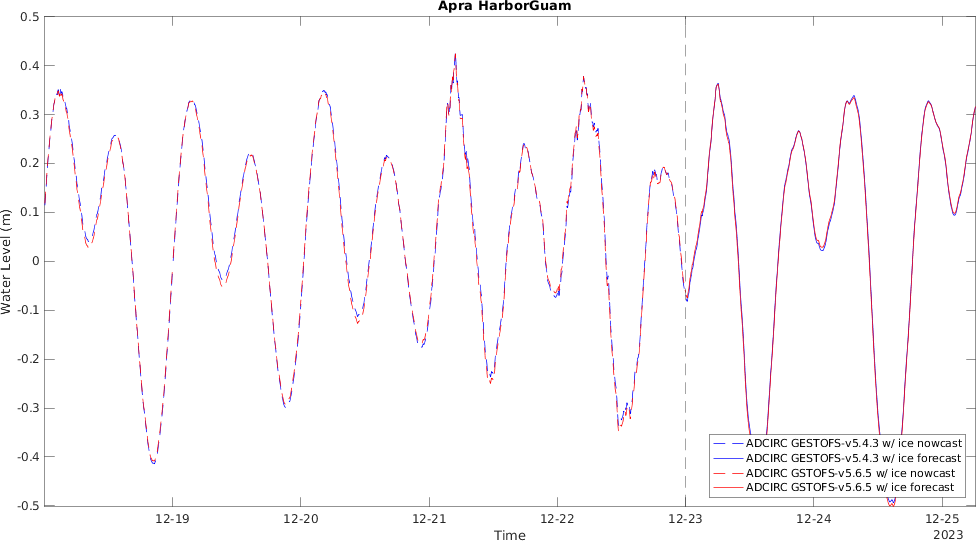 Apra HarborGuam
0.5
0.4
0.3
0.2
0.1
0
-0.1
-0.2
-0.3
-0.4
-0.5
Water Level (m)
12-19
12-20
12-21
12-22
12-23
12-24
12-25
Time
2023
ADCIRC GESTOFS-v5.4.3 w/ ice nowcast
ADCIRC GESTOFS-v5.4.3 w/ ice forecast
ADCIRC GSTOFS-v5.6.5 w/ ice nowcast
ADCIRC GSTOFS-v5.6.5 w/ ice forecast